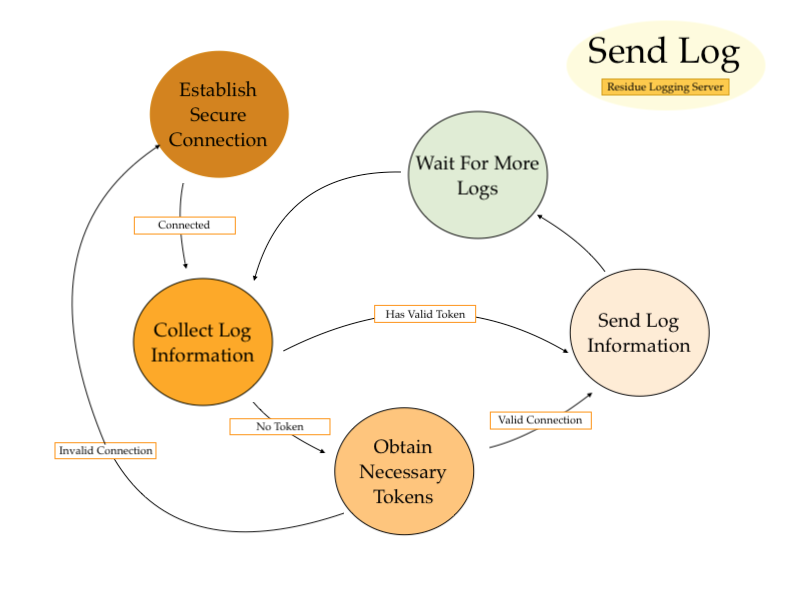 Send Log
Residue Logging Server
Establish
Secure
Connection
Wait For More
Logs
Connected
Collect Log
Information
Has Valid Token
Send Log
Information
No Token
Valid Connection
Invalid Connection
Obtain
Necessary
Tokens